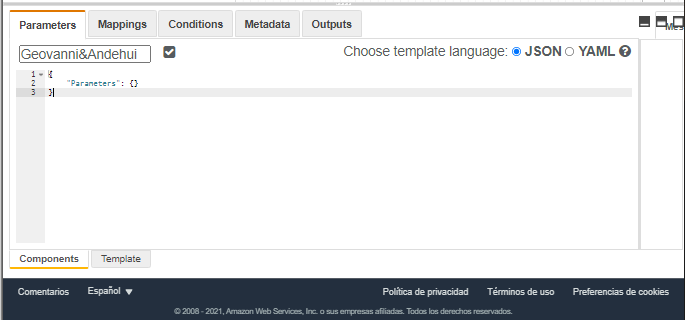 Parameters Mappings Conditions Metadata Outputs
Mes
Geovanni&Andehui Choose template language: JSON YAML ?
1 {
2 "Parameters": {}
3 }
Components Template
Comentarios Español Política de privacidad Términos de uso Preferencias de cookies
© 2008 - 2021, Amazon Web Services, Inc. o sus empresas afiliadas. Todos los derechos reservados.